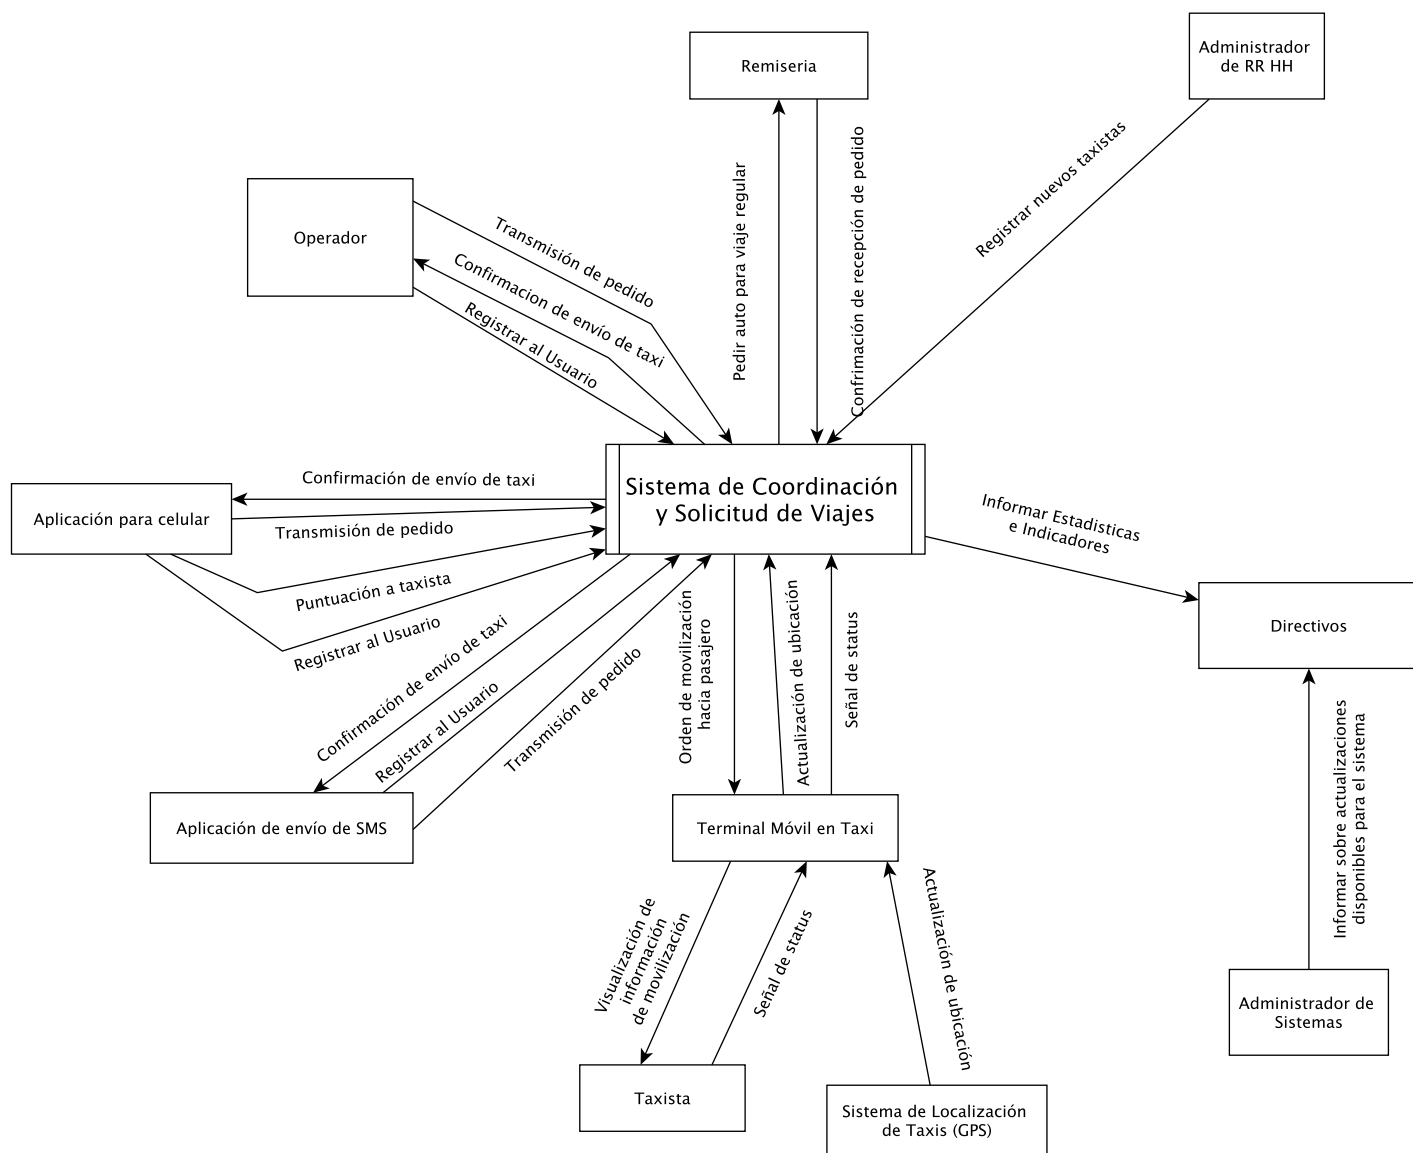 Administrador
de RR HH
Remiseria
Registrar nuevos taxistas
Pedir auto para viaje regular
Confrimación de recepción de pedido
Operador
Transmisión de pedido
Confirmacion de envío de taxi
Registrar al Usuario
Sistema de Coordinación
y Solicitud de Viajes
Confirmación de envío de taxi
Aplicación para celular
Transmisión de pedido
Puntuación a taxista
Registrar al Usuario
Informar Estadisticas
e Indicadores
Directivos
Confirmación de envío de taxi
Registrar al Usuario
Transmisión de pedido
Orden de movilización
hacia pasajero
Actualización de ubicación
Señal de status
Aplicación de envío de SMS
Terminal Móvil en Taxi
Informar sobre actualizaciones
disponibles para el sistema
Visualización de
información
de movilización
Señal de status
Actualización de ubicación
Administrador de
Sistemas
Taxista
Sistema de Localización
de Taxis (GPS)